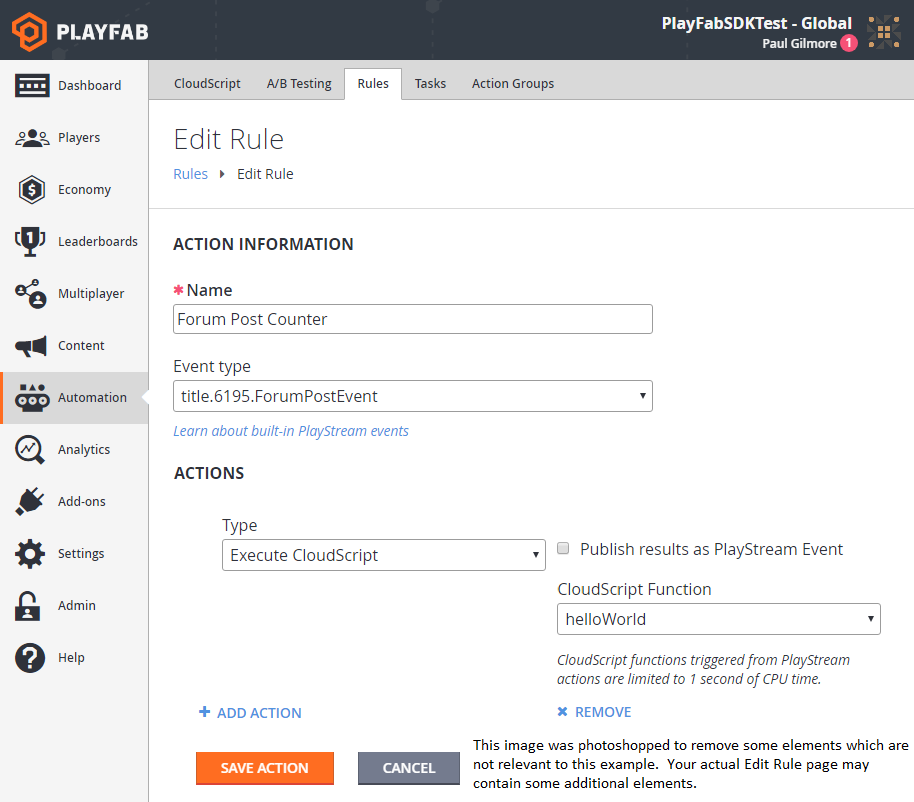 PLAYFAB
PlayFabSDKTest - Global
Paul Gilmore 1
Dashboard
Players
Economy
Leaderboards
Multiplayer
Content
Automation
Analytics
Add-ons
Settings
Admin
Help
CloudScript A/B Testing Rules Tasks Action Groups
Edit Rule
Rules Edit Rule
ACTION INFORMATION
* Name
Forum Post Counter
Event type
title.6195.ForumPostEvent
Learn about built-in PlayStream events
ACTIONS
Type
Execute CloudScript
Publish results as PlayStream Event
CloudScript Function
helloWorld
CloudScript functions triggered from PlayStream
actions are limited to 1 second of CPU time.
+ ADD ACTION
✖ REMOVE
SAVE ACTION
CANCEL
This image was photoshopped to remove some elements which are
not relevant to this example.  Your actual Edit Rule page may
contain some additional elements.